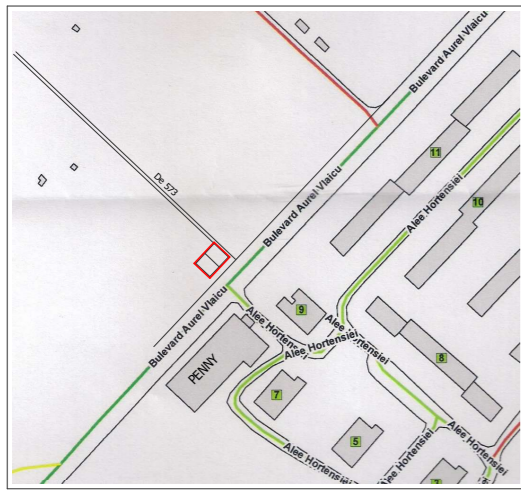 Bulevard Aurel Vlaicu
Bulevard Aurel Vlaicu
11
De 573
10
Alee Hortensiei
Bulevard Aurel Vlaicu
9
Alee Hortensiei
Alee Hortensiei
Alee Hortensiei
8
PENNY
7
Alee Hortensiei
5
Alee Hortensiei
Alee Hortensiei
3